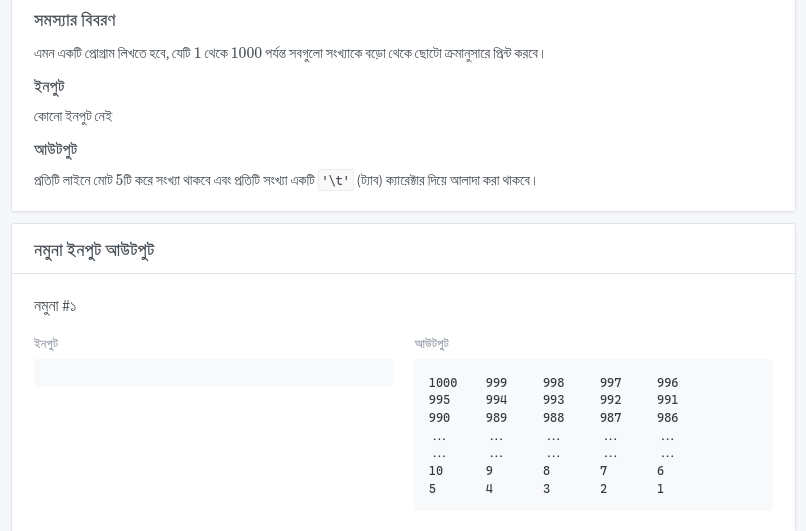 সমস্যার বিবরণ
এমন একটি প্রোগ্রাম লিখতে হবে, যেটি 1 থেকে 1000 পর্যন্ত সবগুলো সংখ্যাকে বড়ো থেকে ছোটো ক্রমানুসারে প্রিন্ট করবে।
ইনপুট
কোনো ইনপুট নেই
আউটপুট
প্রতিটি লাইনে মোট 5টি করে সংখ্যা থাকবে এবং প্রতিটি সংখ্যা একটি '\t' (ট্যাব) ক্যারেক্টার দিয়ে আলাদা করা থাকবে।
নমুনা ইনপুট আউটপুট
নমুনা #১
ইনপুট
আউটপুট
1000 999 998 997 996
995 994 993 992 991
990 989 988 987 986
... ... ... ... ...
... ... ... ... ...
10 9 8 7 6
5 4 3 2 1